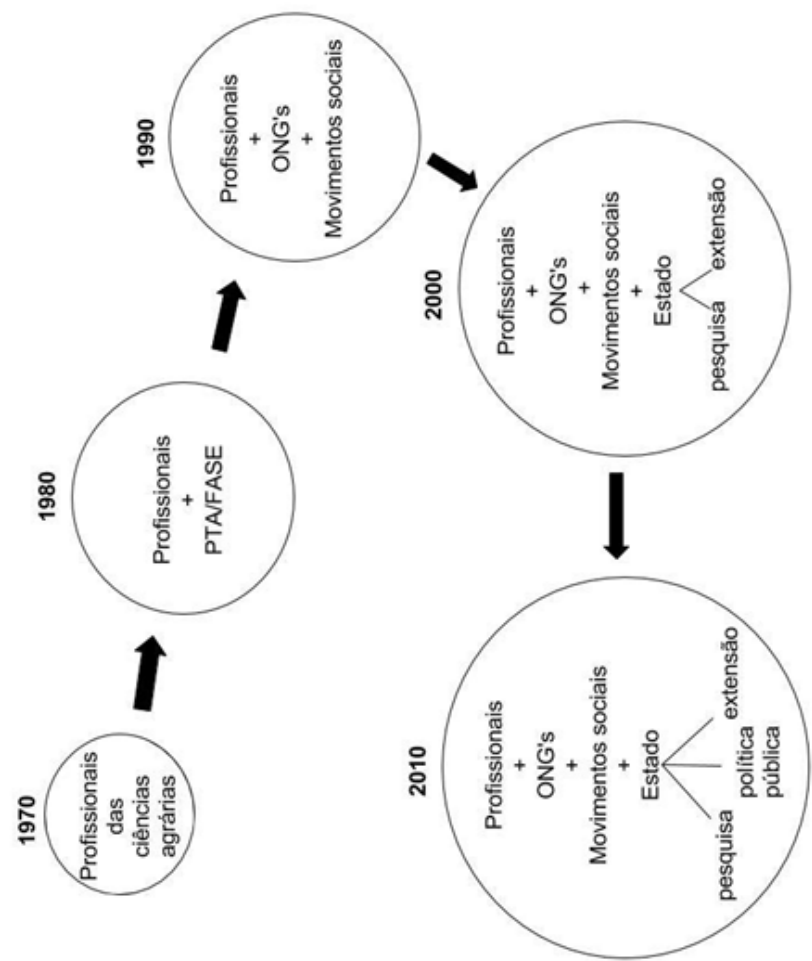 1970
Profissionais
das
ciências
agrárias
1980
Profissionais
+
PTA/FASE
1990
Profissionais
+
ONG's
+
Movimentos sociais
2000
Profissionais
+
ONG's
+
Movimentos sociais
+
Estado
pesquisa extensão
2010
Profissionais
+
ONG's
+
Movimentos sociais
+
Estado
pesquisa política pública extensão